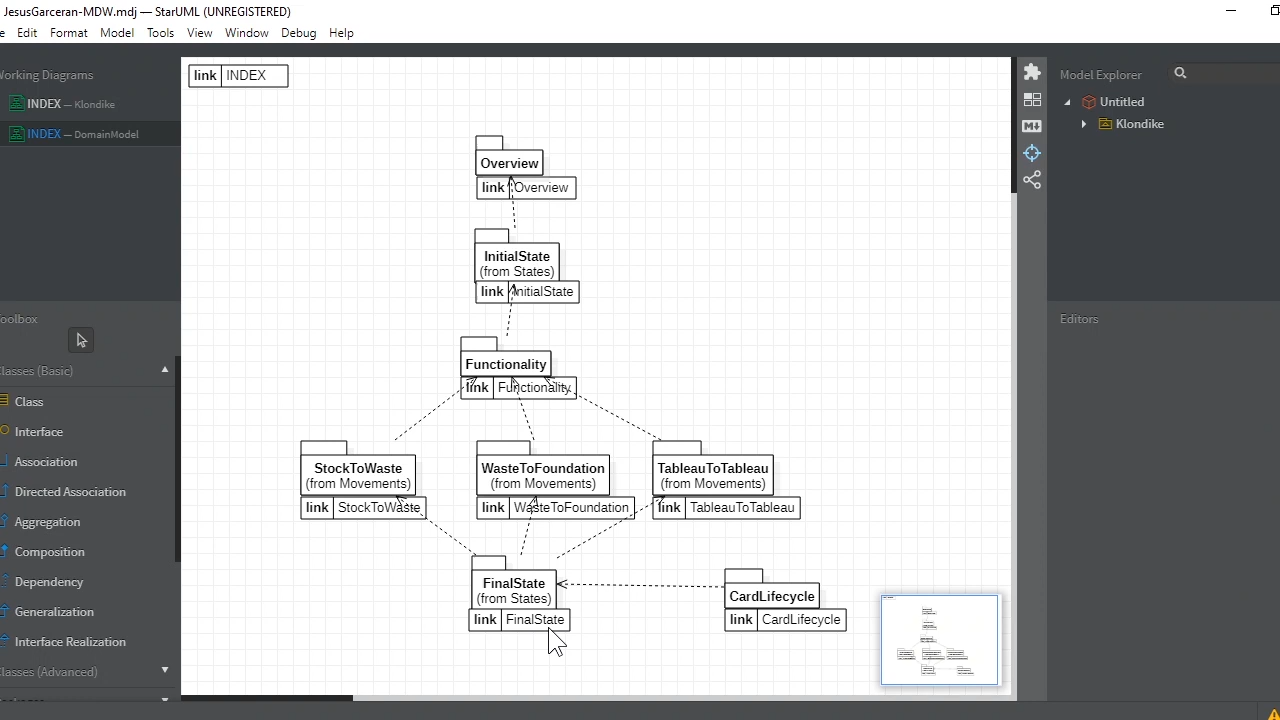 JesusGarceran-MDW.mdj — StarUML (UNREGISTERED)
e Edit Format Model Tools View Window Debug Help
Working Diagrams
INDEX — Klondike
INDEX — DomainModel
link INDEX
Overview
link Overview
InitialState
(from States)
link InitialState
Functionality
link Functionality
StockToWaste
(from Movements)
link StockToWaste
WasteToFoundation
(from Movements)
link WasteToFoundation
TableauToTableau
(from Movements)
link TableauToTableau
FinalState
(from States)
link FinalState
CardLifecycle
link CardLifecycle
oolbox
Classes (Basic)
Class
Interface
Association
Directed Association
Aggregation
Composition
Dependency
Generalization
Interface Realization
Classes (Advanced)
Model Explorer
Untitled
Klondike
Editors